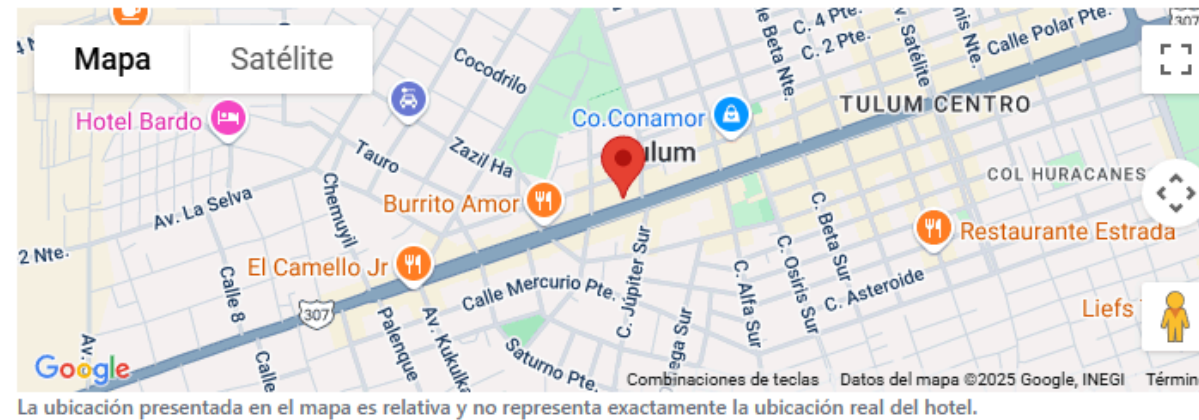 Mapa
Satélite
Hotel Bardo
Cocodrilo
Zazil Ha
Tauro
Chemuyil
Av. La Selva
2 Nte.
Calle 8
Burrito Amor
El Camello Jr
307
Co.Conamor
C. 4 Pte.
C. 2 Pte.
Beta Nte.
Satélite
Nte.
Calle Polar Pte.
307
TULUM CENTRO
COL HURACANES
Restaurante Estrada
C. Beta Sur
C. Osiris Sur
C. Alfa Sur
C. Asteroide
C. Júpiter Sur
Calle Mercurio Pte.
Saturno Pte.
Palenque
Calle
Av.
Liefs
Google
Combinaciones de teclas
Datos del mapa ©2025 Google, INEGI
La ubicación presentada en el mapa es relativa y no representa exactamente la ubicación real del hotel.